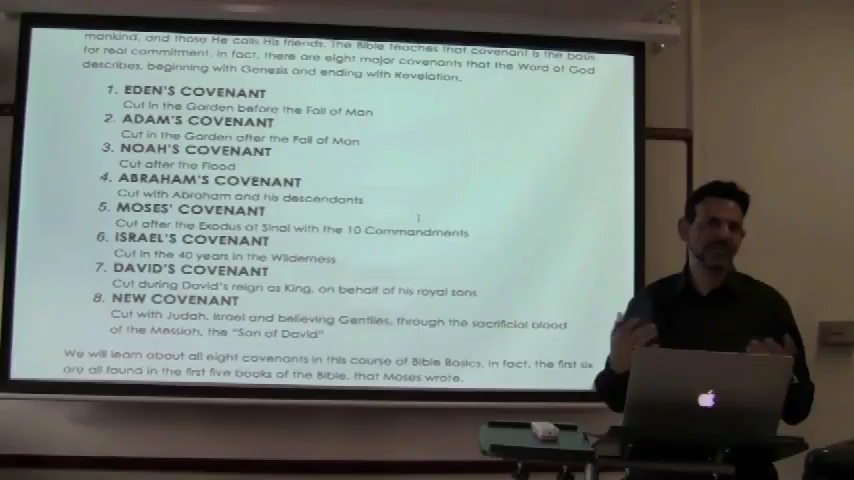 mankind, and those He calls His friends. The Bible teaches that covenant is the basis
for real commitment. In fact, there are eight major covenants that the Word of God
describes, beginning with Genesis and ending with Revelation.
1. EDEN'S COVENANT
Cut in the Garden before the Fall of Man
2. ADAM'S COVENANT
Cut in the Garden after the Fall of Man
3. NOAH'S COVENANT
Cut after the Flood
4. ABRAHAM'S COVENANT
Cut with Abraham and his descendants
5. MOSES' COVENANT
Cut after the Exodus at Sinai with the 10 Commandments
6. ISRAEL'S COVENANT
Cut in the 40 years in the Wilderness
7. DAVID'S COVENANT
Cut during David's reign as King, on behalf of his royal sons
8. NEW COVENANT
Cut with Judah, Israel and believing Gentiles, through the sacrificial blood
of the Messiah, the "Son of David"
We will learn about all eight covenants in this course of Bible Basics. In fact, the first six
are all found in the first five books of the Bible, that Moses wrote.